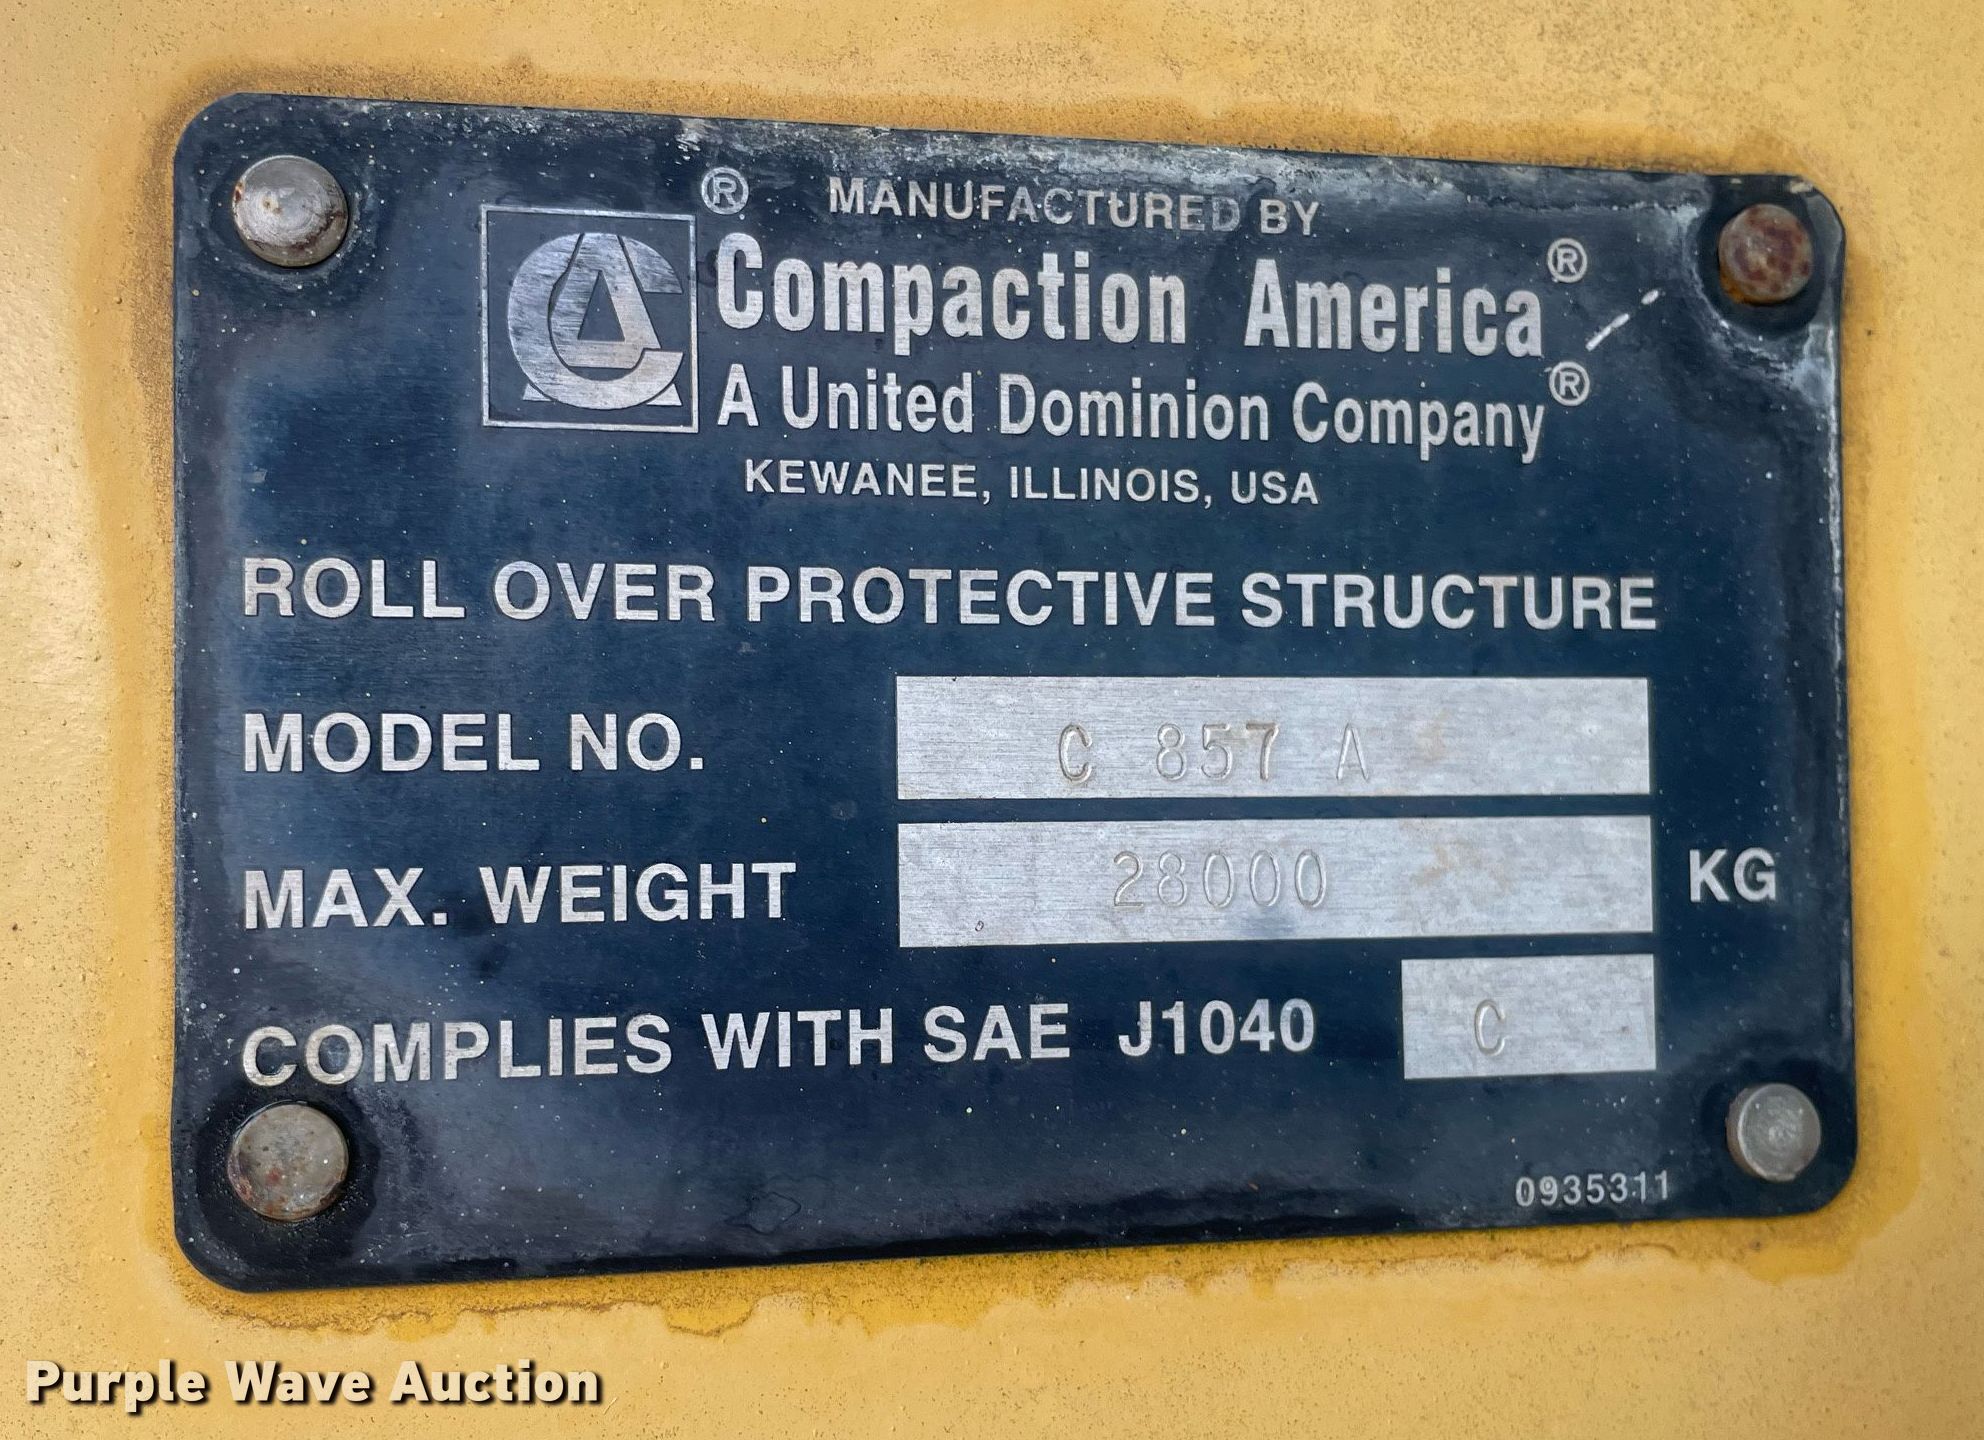 ® MANUFACTURED BY
CA Compaction America®
A United Dominion Company®
KEWANEE, ILLINOIS, USA
ROLL OVER PROTECTIVE STRUCTURE
MODEL NO. C 857 A
MAX. WEIGHT 28000 KG
COMPLIES WITH SAE J1040 C
0935311
Purple Wave Auction